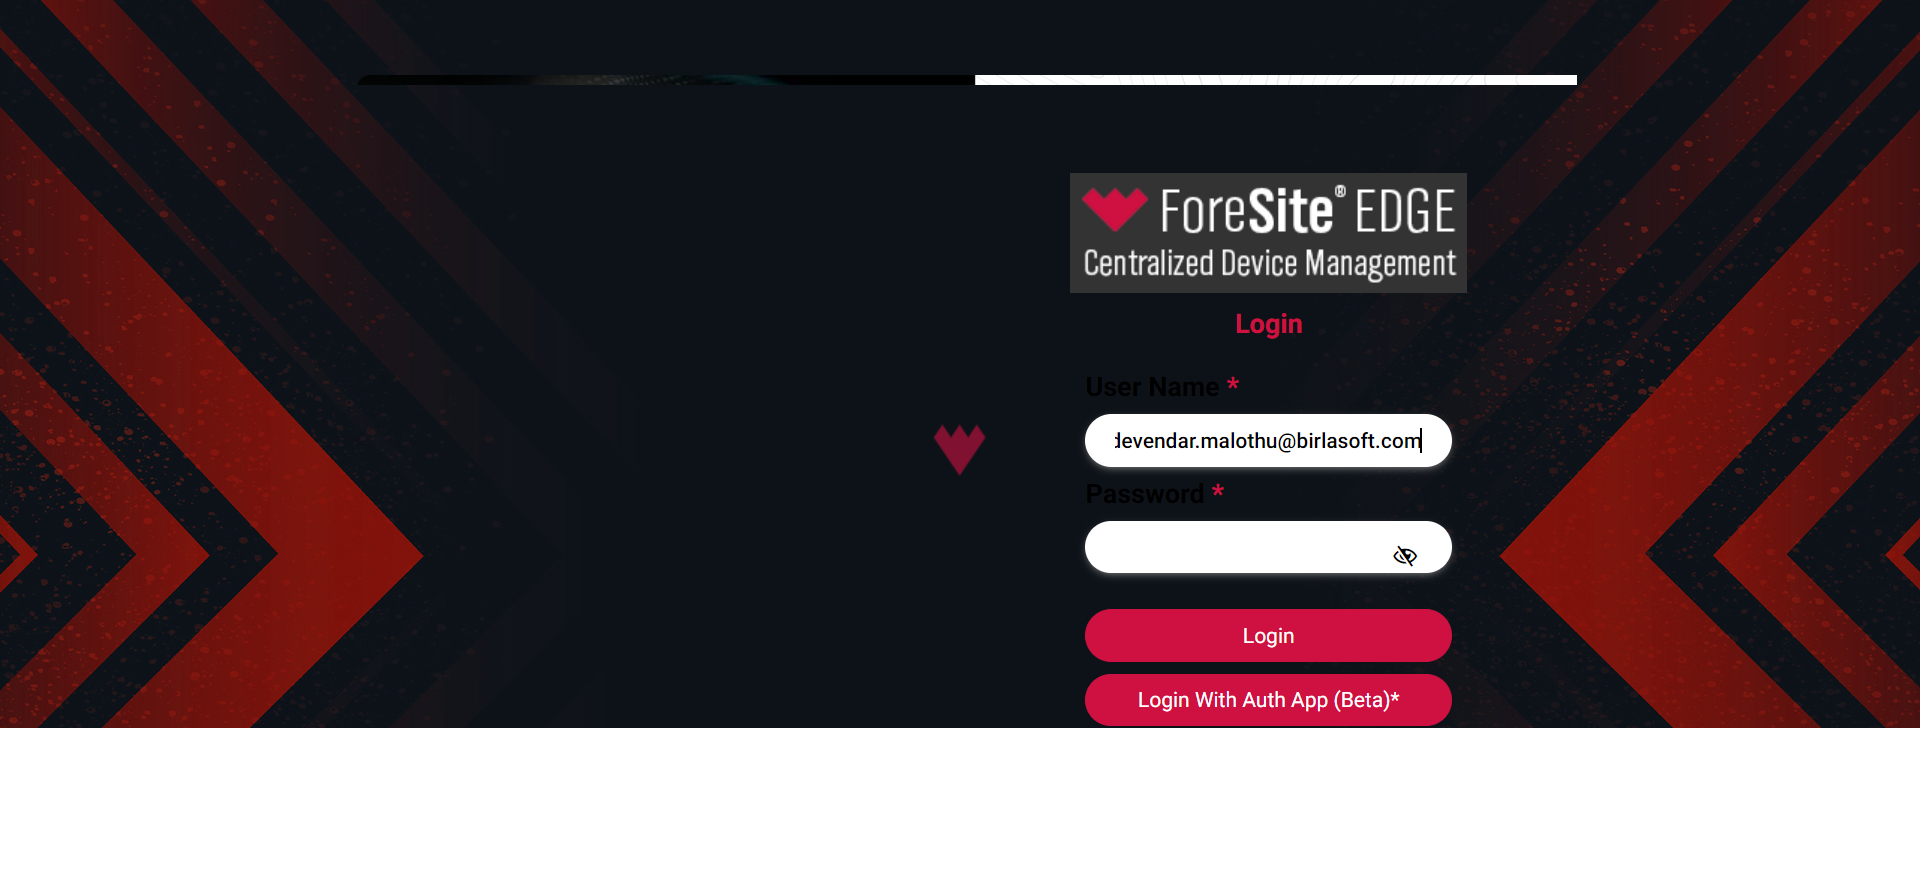 ForeSite® EDGE
Centralized Device Management
Login
User Name *
devendar.malothu@birlasoft.com
Password *
Login
Login With Auth App (Beta)*